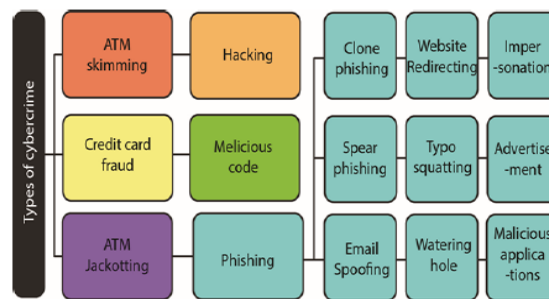 Types of cybercrime
ATM
skimming
Hacking
Clone
phishing
Website
Redirecting
Imper
-sonation
Credit card
fraud
Melicious
code
Spear
phishing
Typo
squatting
Advertise
-ment
ATM
Jackotting
Phishing
Email
Spoofing
Watering
hole
Malicious
applica
-tions